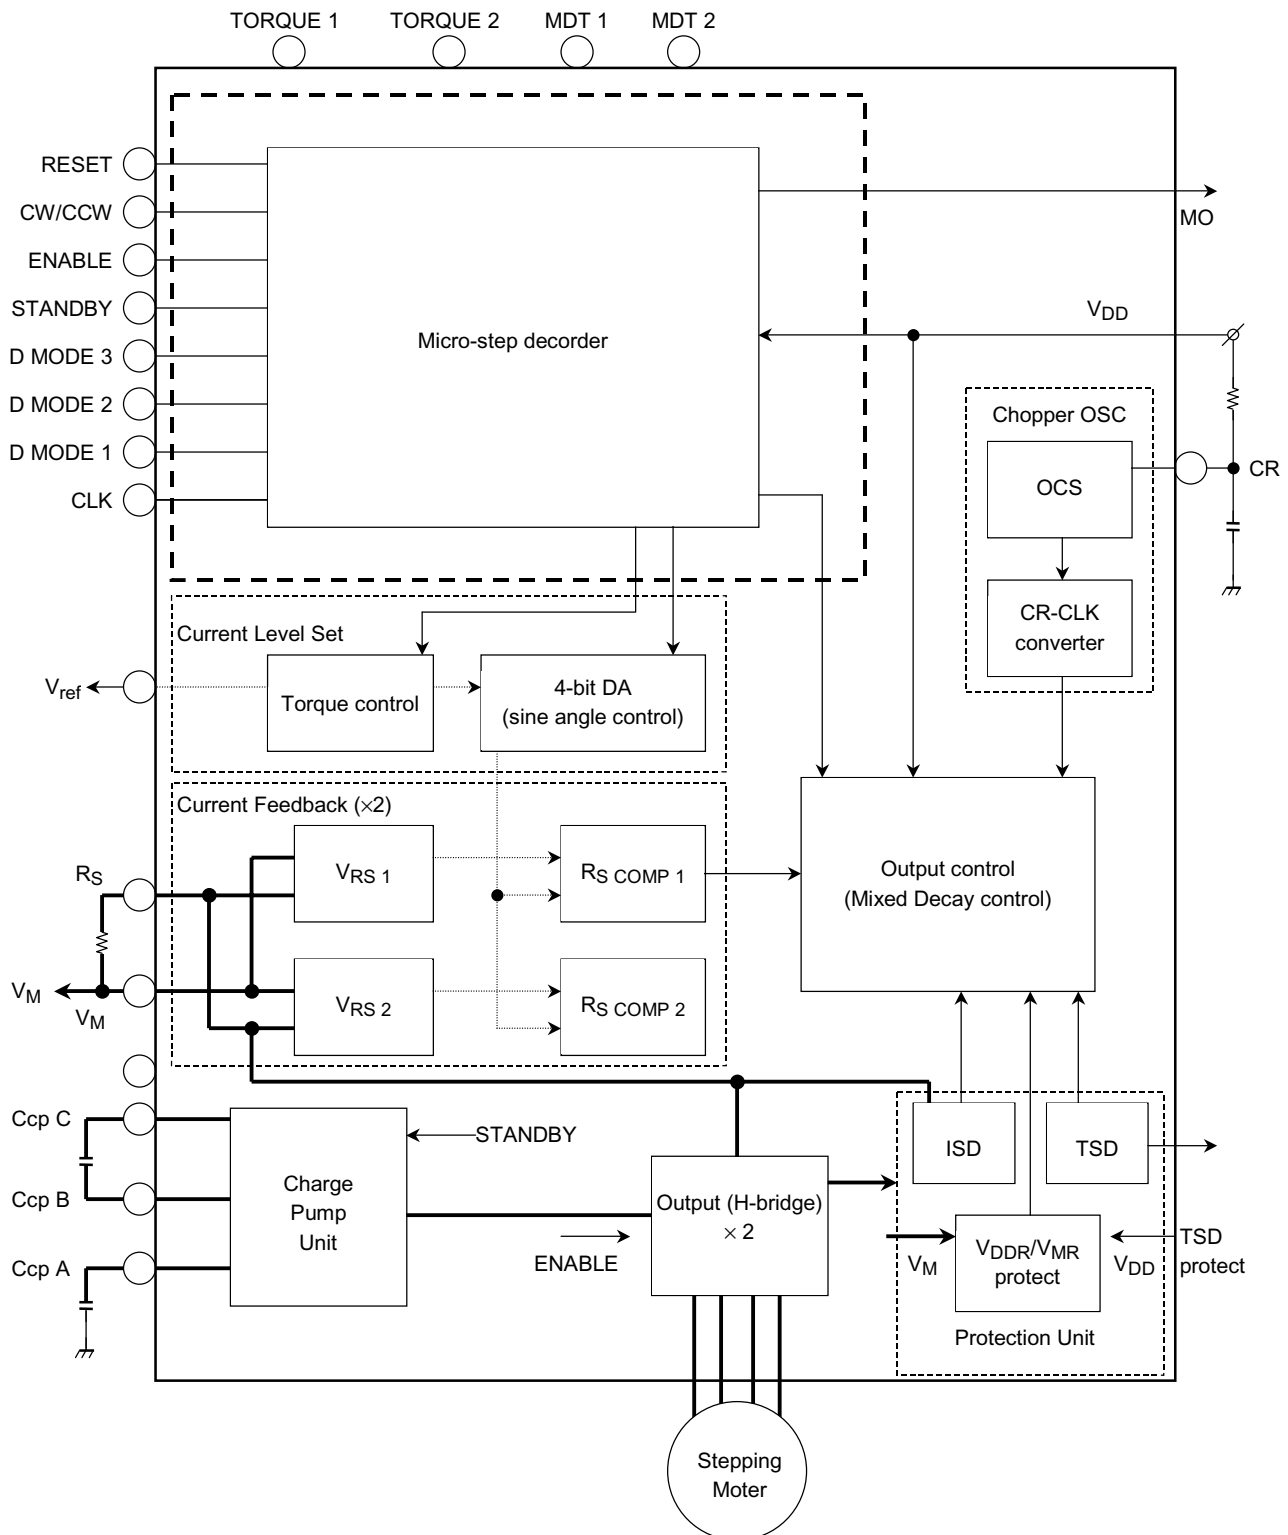 TORQUE 1
TORQUE 2
MDT 1
MDT 2
RESET
CW/CCW
ENABLE
STANDBY
D MODE 3
D MODE 2
D MODE 1
CLK
Micro-step decorder
MO
VDD
Chopper OSC
OCS
CR
CR-CLK
converter
Current Level Set
Vref
Torque control
4-bit DA
(sine angle control)
Current Feedback (×2)
RS
VRS 1
RS COMP 1
Output control
(Mixed Decay control)
VM
VM
VRS 2
RS COMP 2
Ccp C
Ccp B
Ccp A
Charge
Pump
Unit
STANDBY
ENABLE
Output (H-bridge)
× 2
ISD
TSD
VM
VDDR/VMR
protect
VDD
TSD
protect
Protection Unit
Stepping
Moter